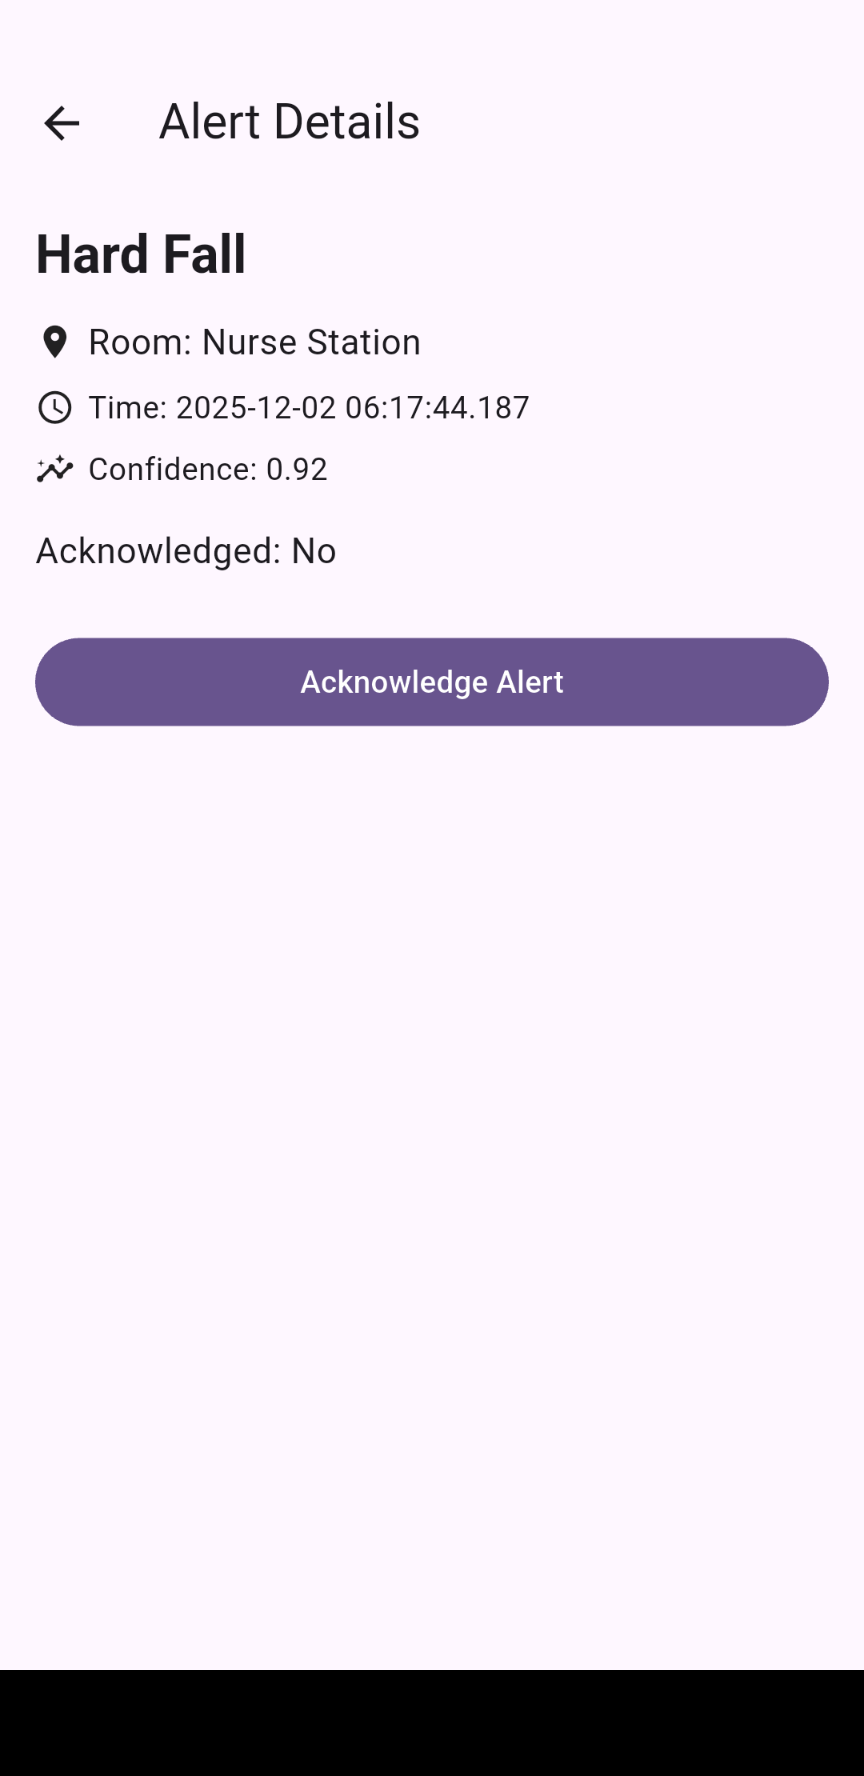 Alert Details
Hard Fall
Room: Nurse Station
Time: 2025-12-02 06:17:44.187
Confidence: 0.92
Acknowledged: No
Acknowledge Alert